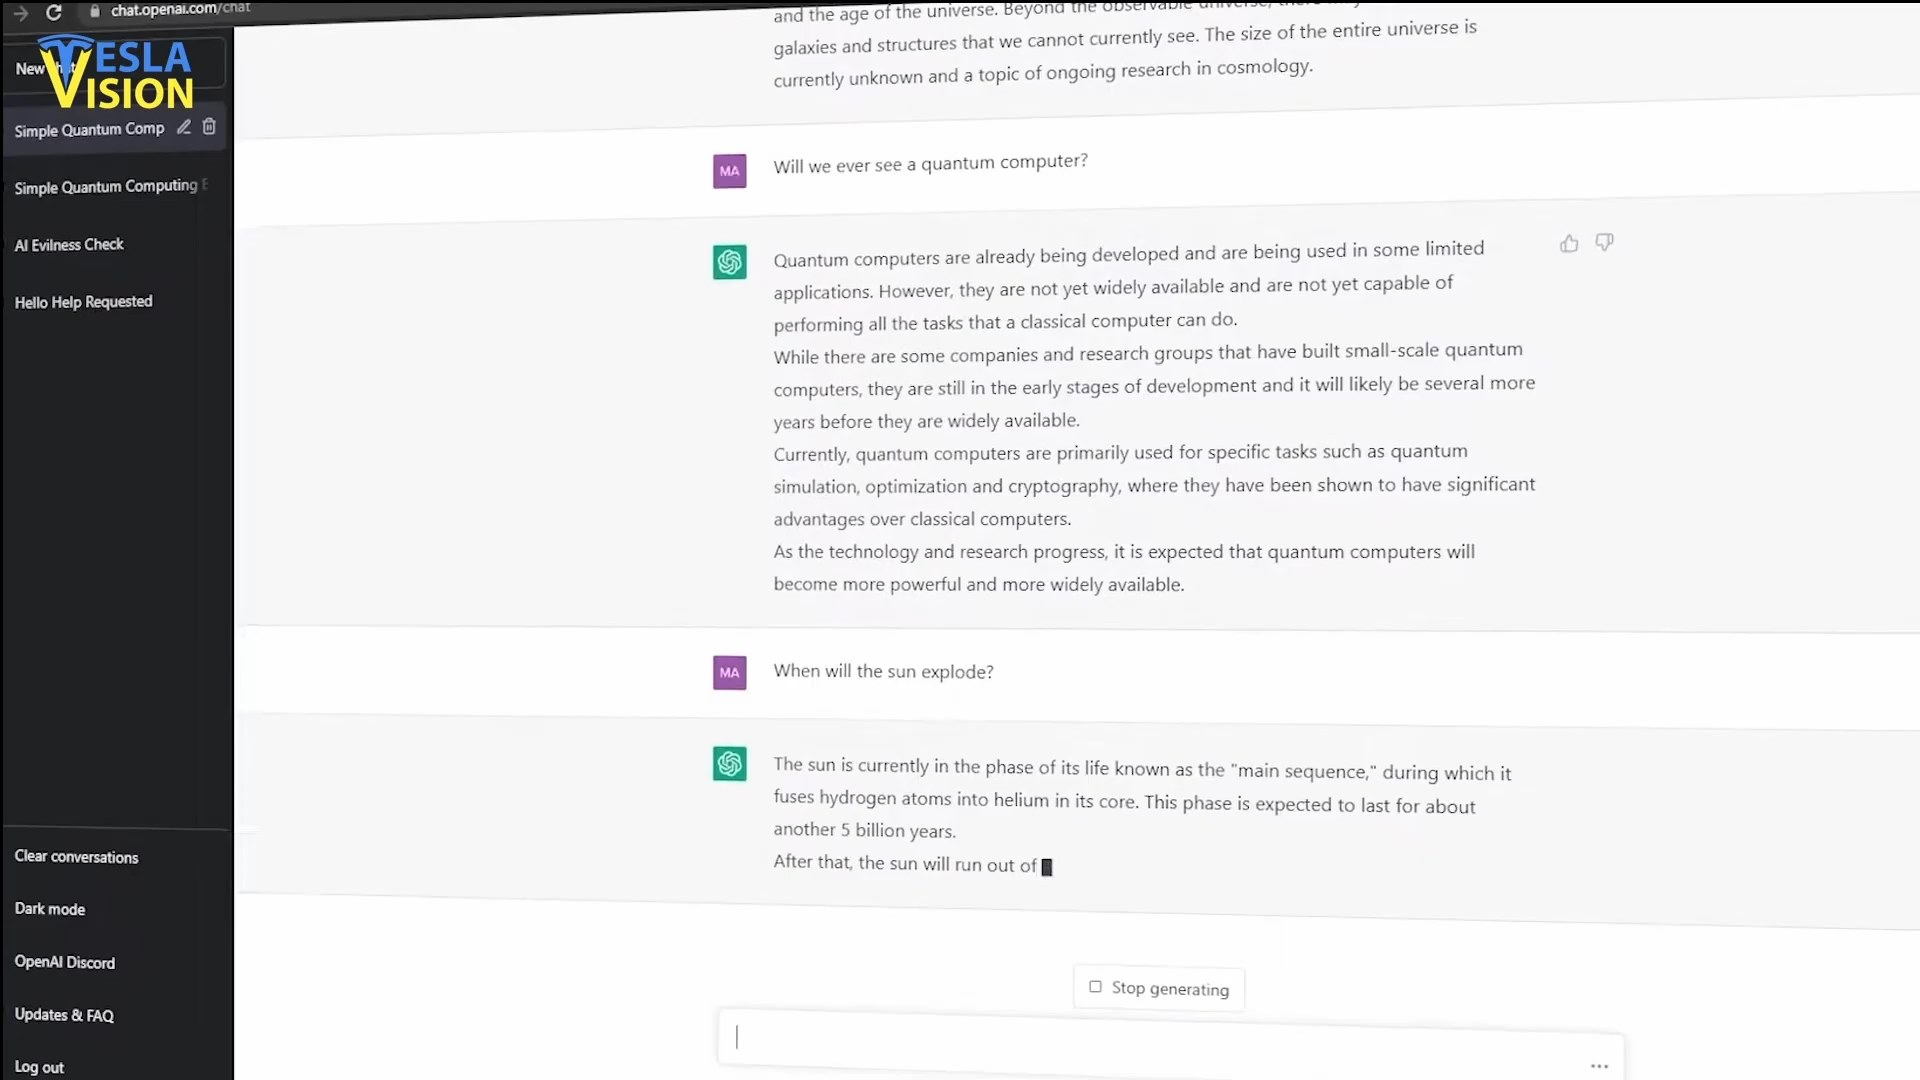 chat.openai.com/chat
TESLA
VISION
New
Simple Quantum Comp
Simple Quantum Computing
AI Evilness Check
Hello Help Requested
Clear conversations
Dark mode
OpenAI Discord
Updates & FAQ
Log out
and the age of the universe. Beyond the observable universe,
galaxies and structures that we cannot currently see. The size of the entire universe is
currently unknown and a topic of ongoing research in cosmology.
MA
Will we ever see a quantum computer?
Quantum computers are already being developed and are being used in some limited
applications. However, they are not yet widely available and are not yet capable of
performing all the tasks that a classical computer can do.
While there are some companies and research groups that have built small-scale quantum
computers, they are still in the early stages of development and it will likely be several more
years before they are widely available.
Currently, quantum computers are primarily used for specific tasks such as quantum
simulation, optimization and cryptography, where they have been shown to have significant
advantages over classical computers.
As the technology and research progress, it is expected that quantum computers will
become more powerful and more widely available.
MA
When will the sun explode?
The sun is currently in the phase of its life known as the "main sequence," during which it
fuses hydrogen atoms into helium in its core. This phase is expected to last for about
another 5 billion years.
After that, the sun will run out of
Stop generating